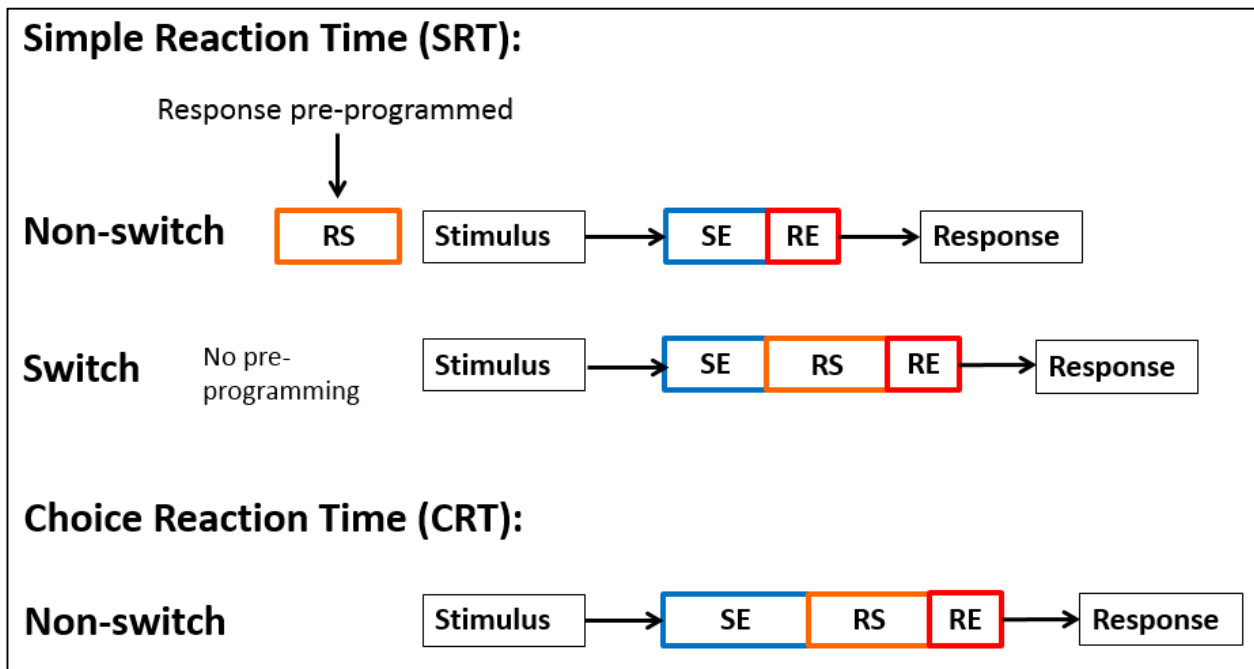 Simple Reaction Time (SRT):
Response pre-programmed
Non-switch RS Stimulus SE RE Response
Switch No pre-
programming Stimulus SE RS RE Response
Choice Reaction Time (CRT):
Non-switch Stimulus SE RS RE Response